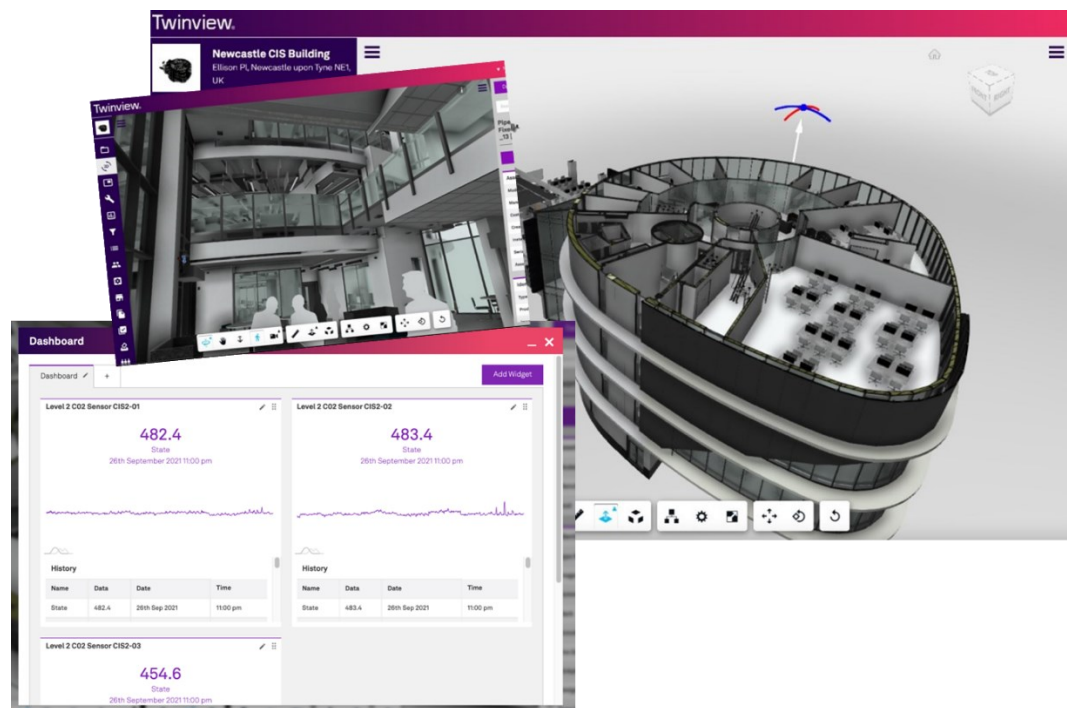 Twinview.
Newcastle CIS Building
Ellison Pl, Newcastle upon Tyne NE1,
UK
Twinview.
Dashboard
Dashboard
+
Add Widget
Level 2 CO2 Sensor CIS2-01
482.4
State
26th September 2021 11:00 pm
History
Name Data Date Time
State 482.4 26th Sep 2021 11:00 pm
Level 2 CO2 Sensor CIS2-02
483.4
State
26th September 2021 11:00 pm
History
Name Data Date Time
State 483.4 26th Sep 2021 11:00 pm
Level 2 CO2 Sensor CIS2-03
454.6
State
26th September 2021 11:00 pm